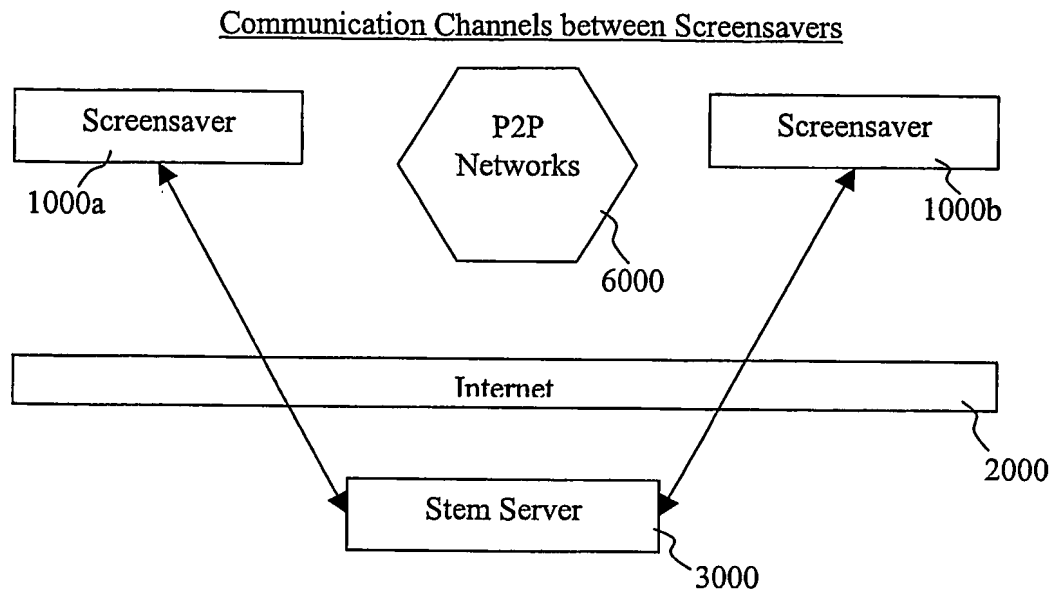 Communication Channels between Screensavers
Screensaver
P2P
Networks
Screensaver
1000a
1000b
6000
Internet
2000
Stem Server
3000